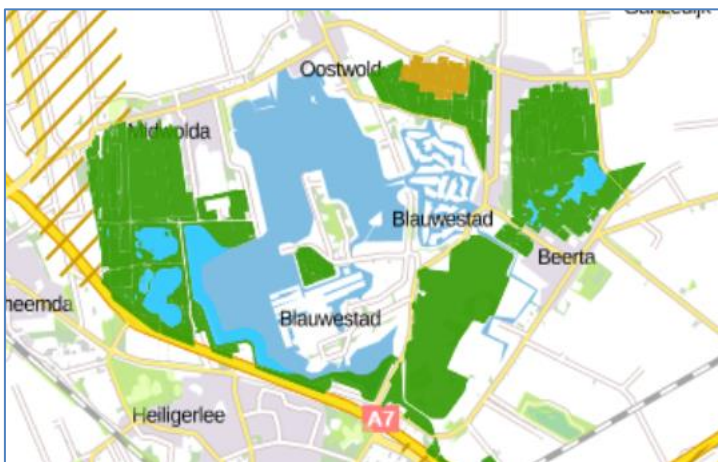 Oostwold
Midwolda
Blauwestad
Beerta
heemda
Blauwestad
Heiligerlee
A7